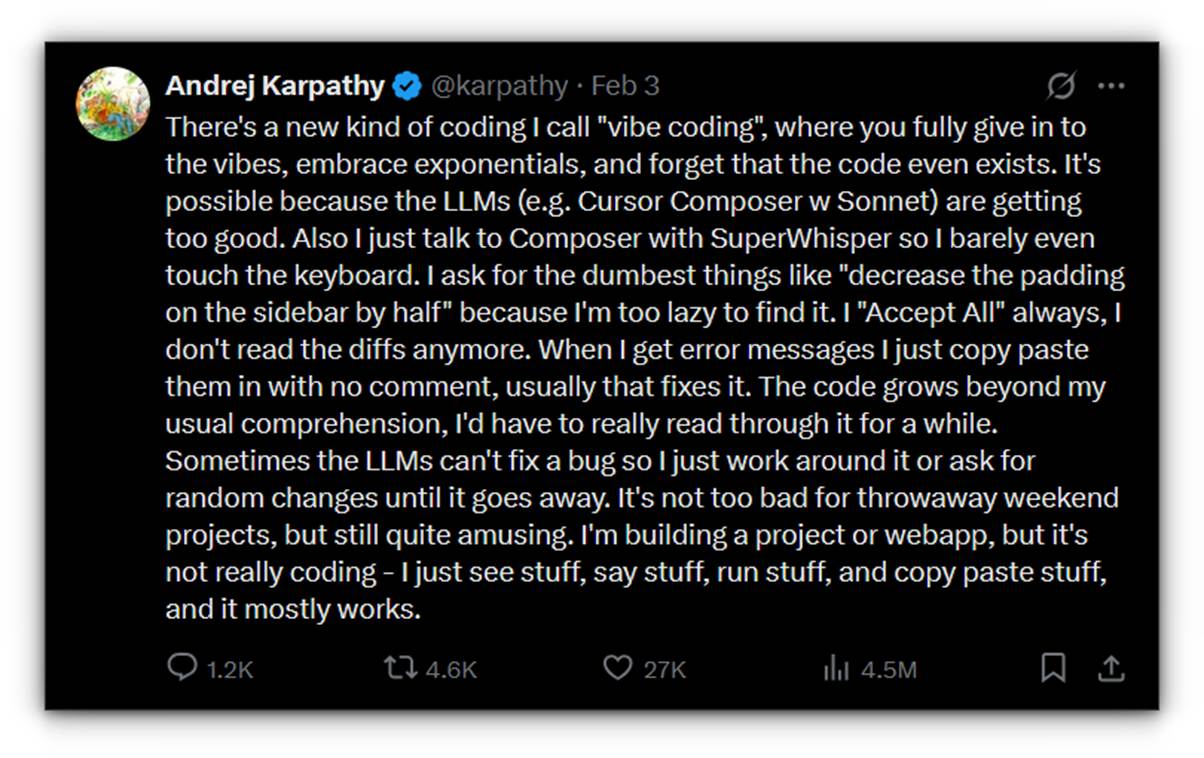 Andrej Karpathy @karpathy · Feb 3
There's a new kind of coding I call "vibe coding", where you fully give in to
the vibes, embrace exponentials, and forget that the code even exists. It's
possible because the LLMs (e.g. Cursor Composer w Sonnet) are getting
too good. Also I just talk to Composer with SuperWhisper so I barely even
touch the keyboard. I ask for the dumbest things like "decrease the padding
on the sidebar by half" because I'm too lazy to find it. I "Accept All" always, I
don't read the diffs anymore. When I get error messages I just copy paste
them in with no comment, usually that fixes it. The code grows beyond my
usual comprehension, I'd have to really read through it for a while.
Sometimes the LLMs can't fix a bug so I just work around it or ask for
random changes until it goes away. It's not too bad for throwaway weekend
projects, but still quite amusing. I'm building a project or webapp, but it's
not really coding - I just see stuff, say stuff, run stuff, and copy paste stuff,
and it mostly works.
1.2K 4.6K 27K 4.5M